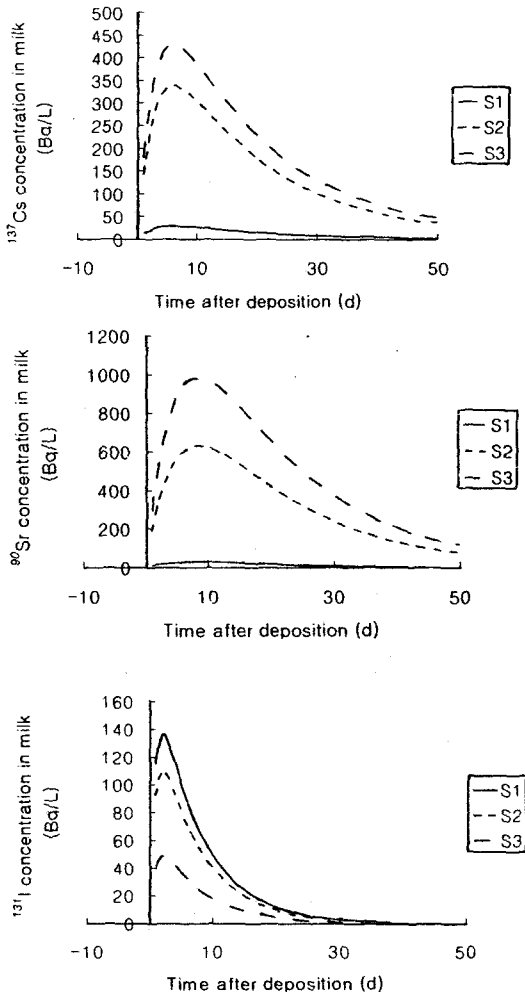 500
450
400
350
300
250
200
150
100
50
0
-10
10
30
50
137Cs concentration in milk
(Bq/L)
Time after deposition (d)
S1
S2
S3
1000
800
600
400
200
0
-10
10
20
30
40
50
90Sr concentration in milk
(Bq/L)
Time after deposition (d)
S1
S2
S3
160
140
120
100
80
60
40
20
0
-10
10
30
50
131I concentration in milk
(Bq/L)
Time after deposition (d)
S1
S2
S3